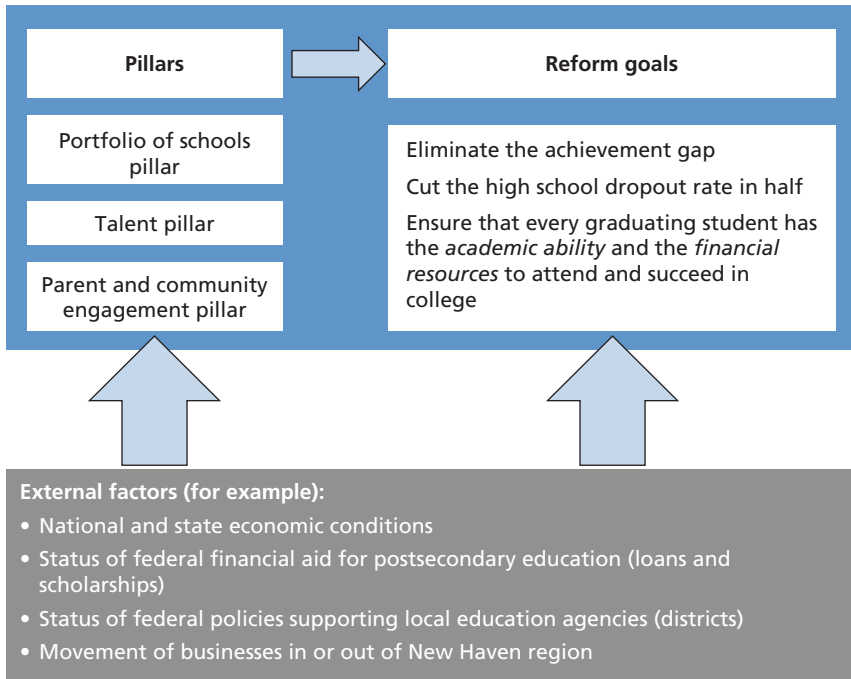 Pillars
Reform goals
Portfolio of schools
pillar
Talent pillar
Parent and community
engagement pillar
Eliminate the achievement gap
Cut the high school dropout rate in half
Ensure that every graduating student has
the academic ability and the financial
resources to attend and succeed in
college
External factors (for example):
• National and state economic conditions
• Status of federal financial aid for postsecondary education (loans and
scholarships)
• Status of federal policies supporting local education agencies (districts)
• Movement of businesses in or out of New Haven region